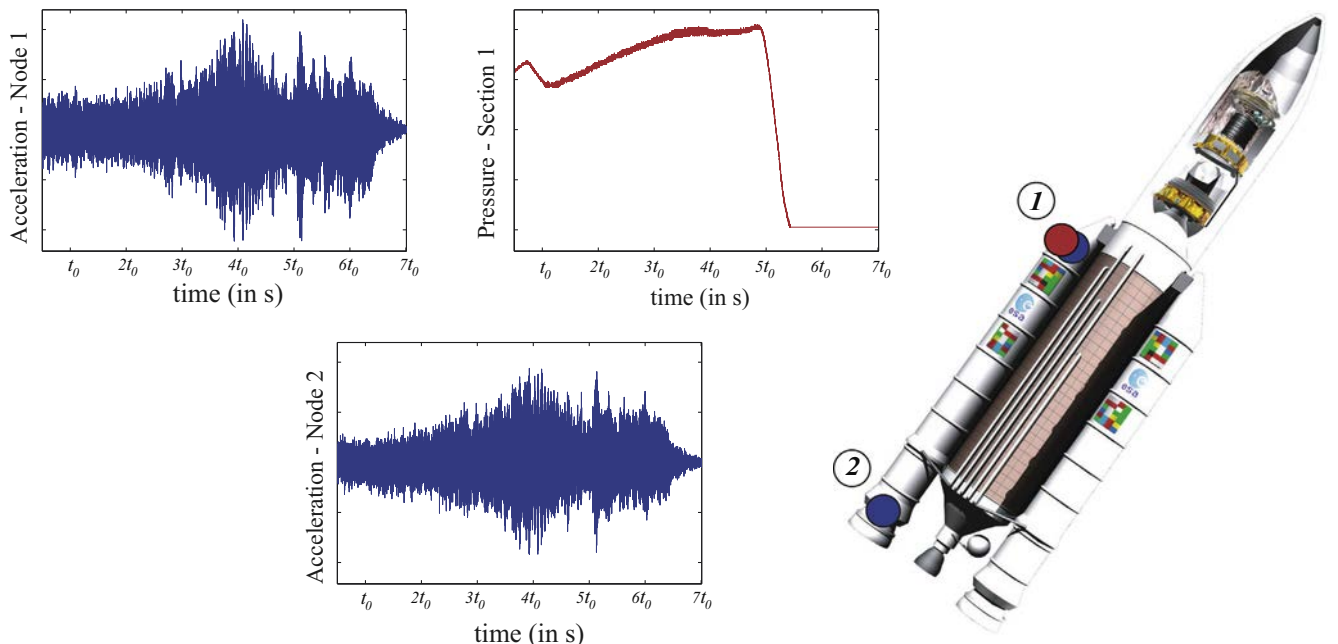 Acceleration - Node 1
t₀ 2t₀ 3t₀ 4t₀ 5t₀ 6t₀ 7t₀
time (in s)
Pressure - Section 1
t₀ 2t₀ 3t₀ 4t₀ 5t₀ 6t₀ 7t₀
time (in s)
Acceleration - Node 2
t₀ 2t₀ 3t₀ 4t₀ 5t₀ 6t₀ 7t₀
time (in s)
1
esa
esa
2